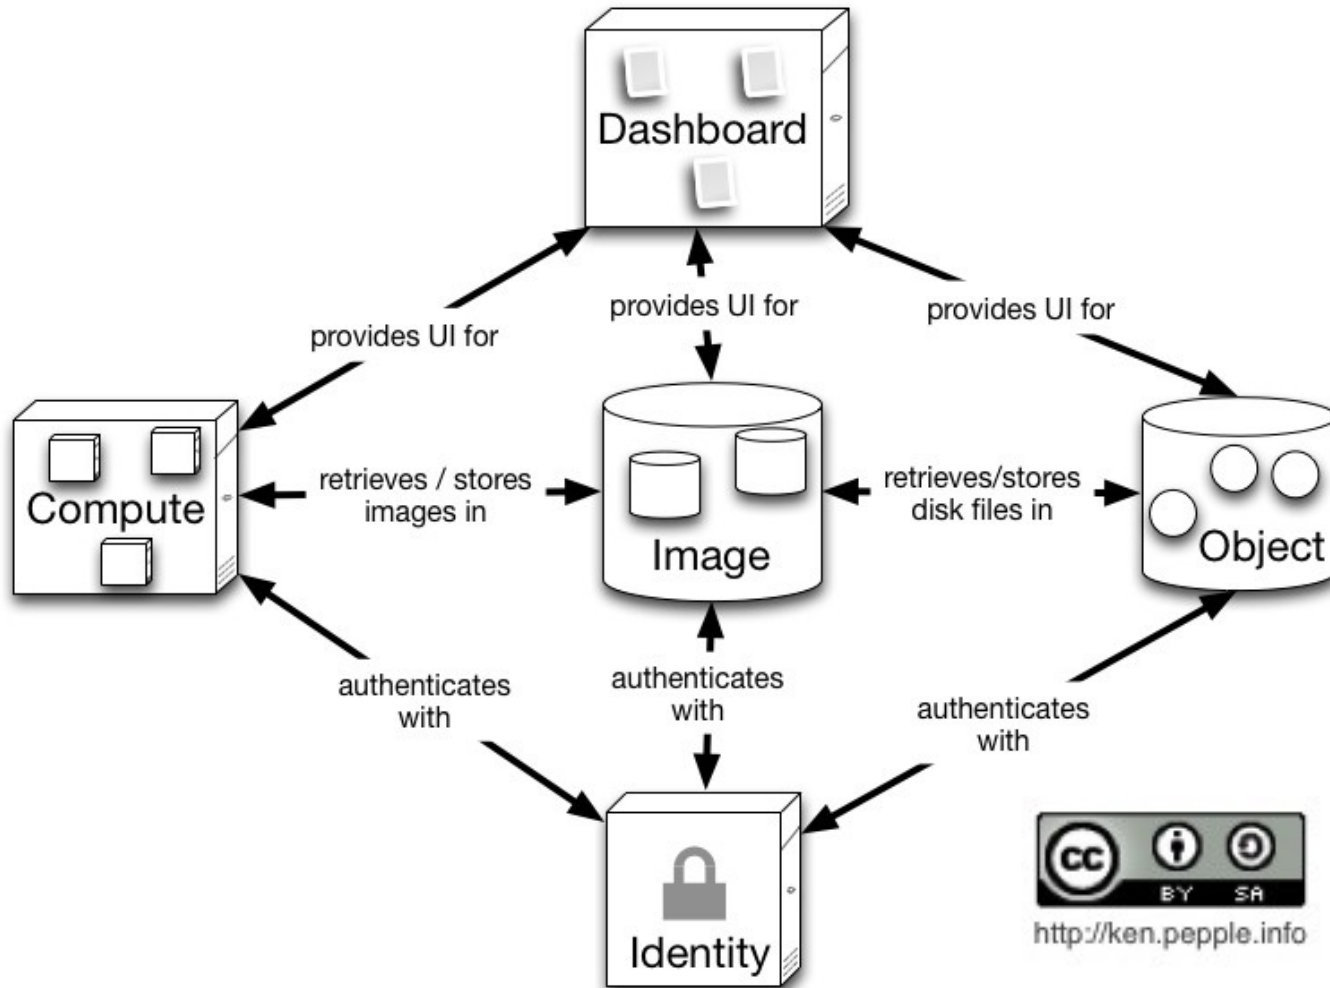 Dashboard
provides UI for
provides UI for
provides UI for
Compute
retrieves / stores
images in
Image
retrieves/stores
disk files in
Object
authenticates
with
authenticates
with
authenticates
with
Identity
cc
BY SA
http://ken.pepple.info